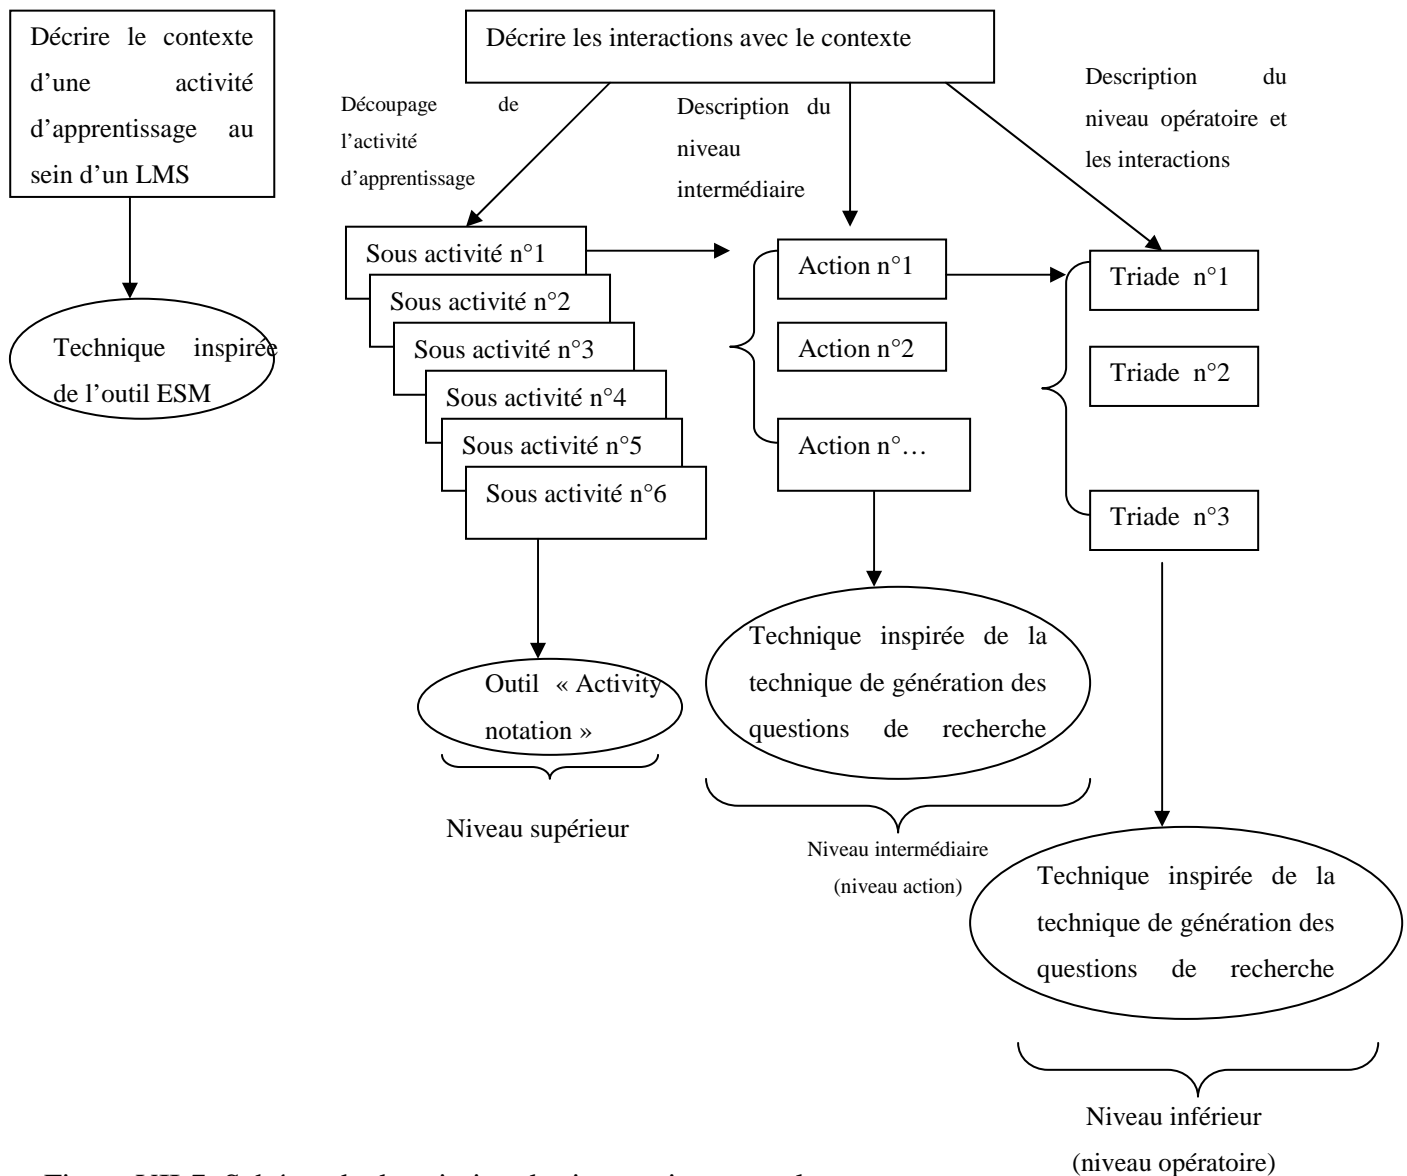 Décrire le contexte
d’une activité
d’apprentissage au
sein d’un LMS
Technique inspirée
de l’outil ESM
Décrire les interactions avec le contexte
Découpage de
l’activité
d’apprentissage
Description du
niveau
intermédiaire
Description du
niveau opératoire et
les interactions
Sous activité n°1
Sous activité n°2
Sous activité n°3
Sous activité n°4
Sous activité n°5
Sous activité n°6
Action n°1
Action n°2
Action n°…
Triade n°1
Triade n°2
Triade n°3
Outil « Activity
notation »
Niveau supérieur
Technique inspirée de la
technique de génération des
questions de recherche
Niveau intermédiaire
(niveau action)
Technique inspirée de la
technique de génération des
questions de recherche
Niveau inférieur
(niveau opératoire)